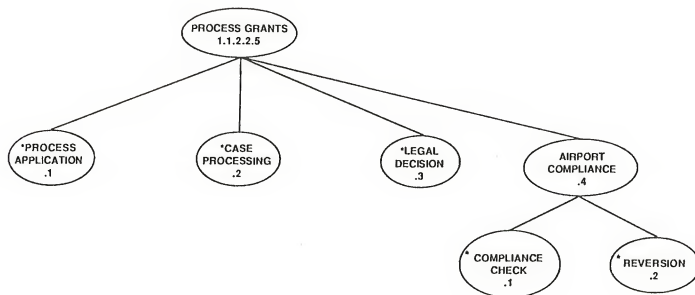 PROCESS GRANTS
1.1.2.2.5
*PROCESS
APPLICATION
.1
*CASE
PROCESSING
.2
*LEGAL
DECISION
.3
AIRPORT
COMPLIANCE
.4
* COMPLIANCE
CHECK
.1
* REVERSION
.2